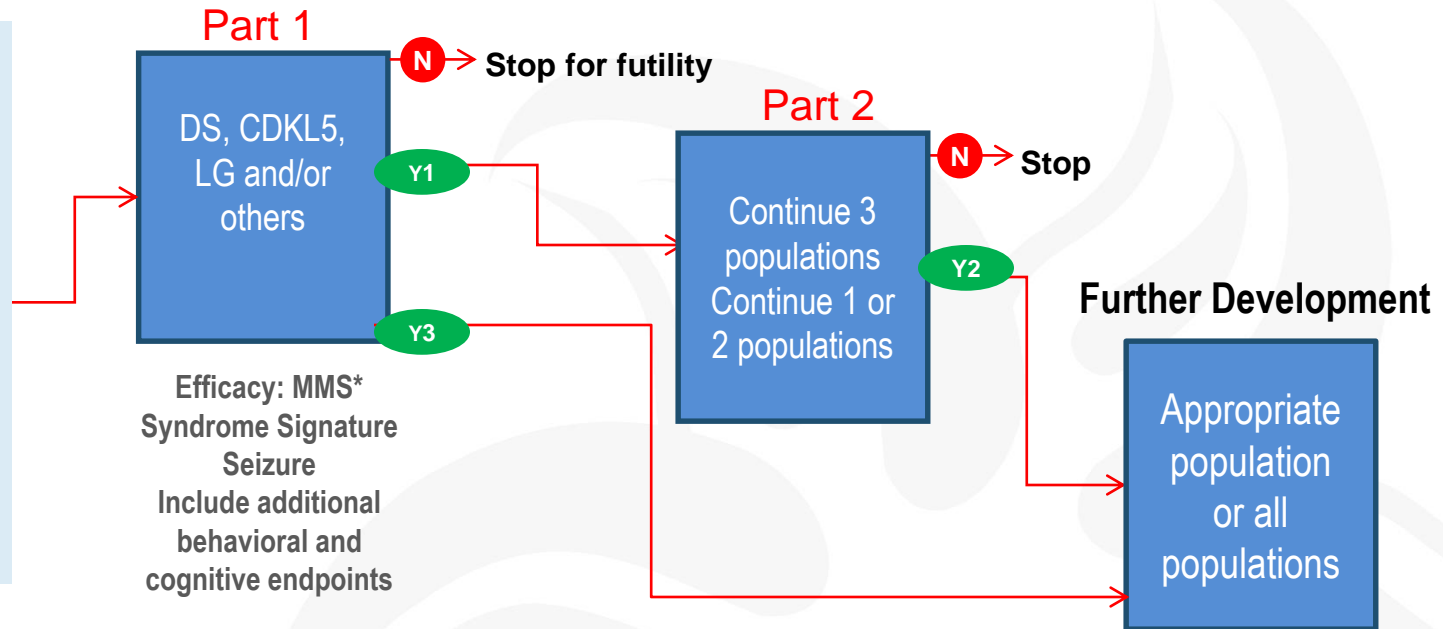 Part 1
N
Stop for futility
DS, CDKL5,
LG and/or
others
Y1
Y3
Efficacy: MMS*
Syndrome Signature
Seizure
Include additional
behavioral and
cognitive endpoints
Part 2
N
Stop
Continue 3
populations
Continue 1 or
2 populations
Y2
Further Development
Appropriate
population
or all
populations